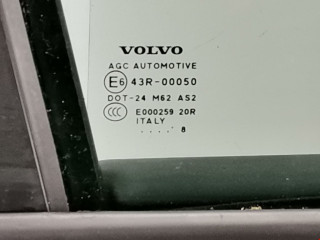 VOLVO
AGC AUTOMOTIVE
E6 43R-00050
DOT-24 M62 AS2
CCC E000259 20R
ITALY
..... 8